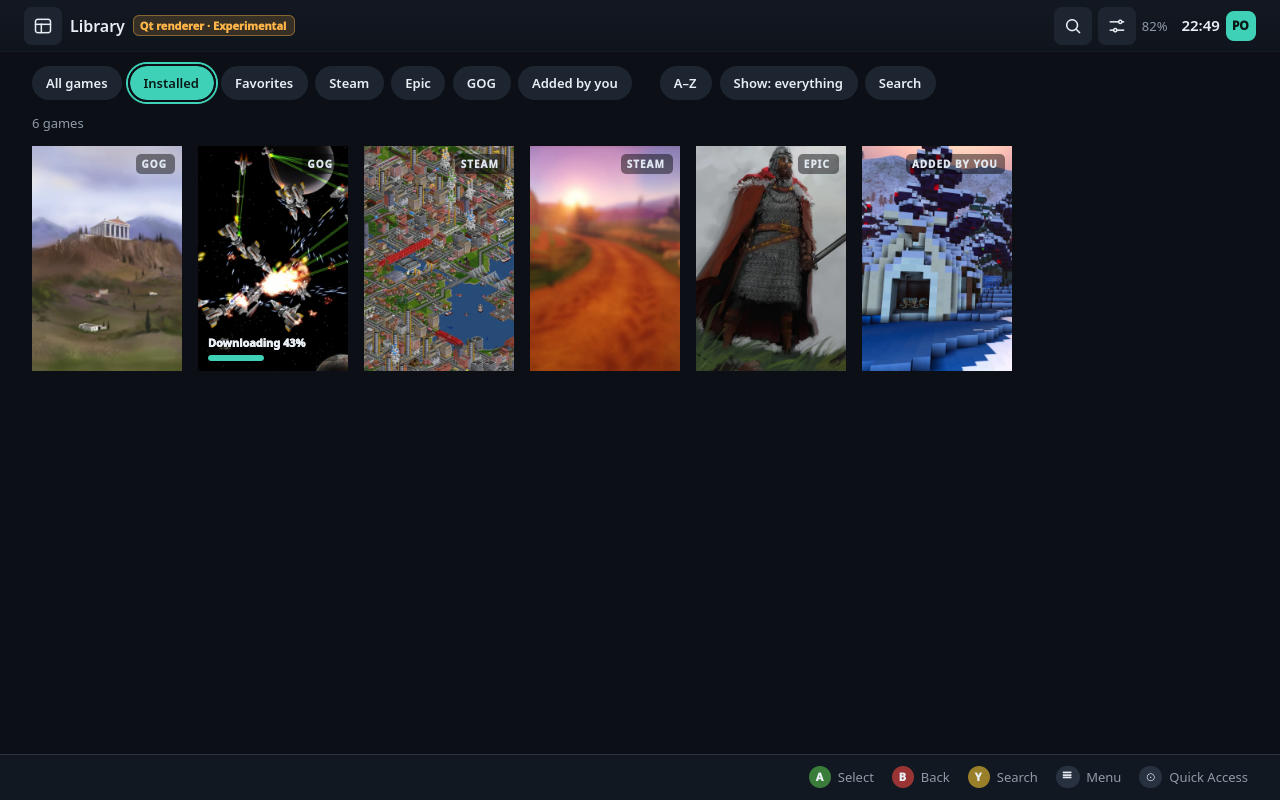 Library Qt renderer · Experimental 82% 22:49 PO
All games Installed Favorites Steam Epic GOG Added by you A–Z Show: everything Search
6 games
GOG GOG STEAM STEAM EPIC ADDED BY YOU
Downloading 43%
A Select B Back Y Search Menu Quick Access